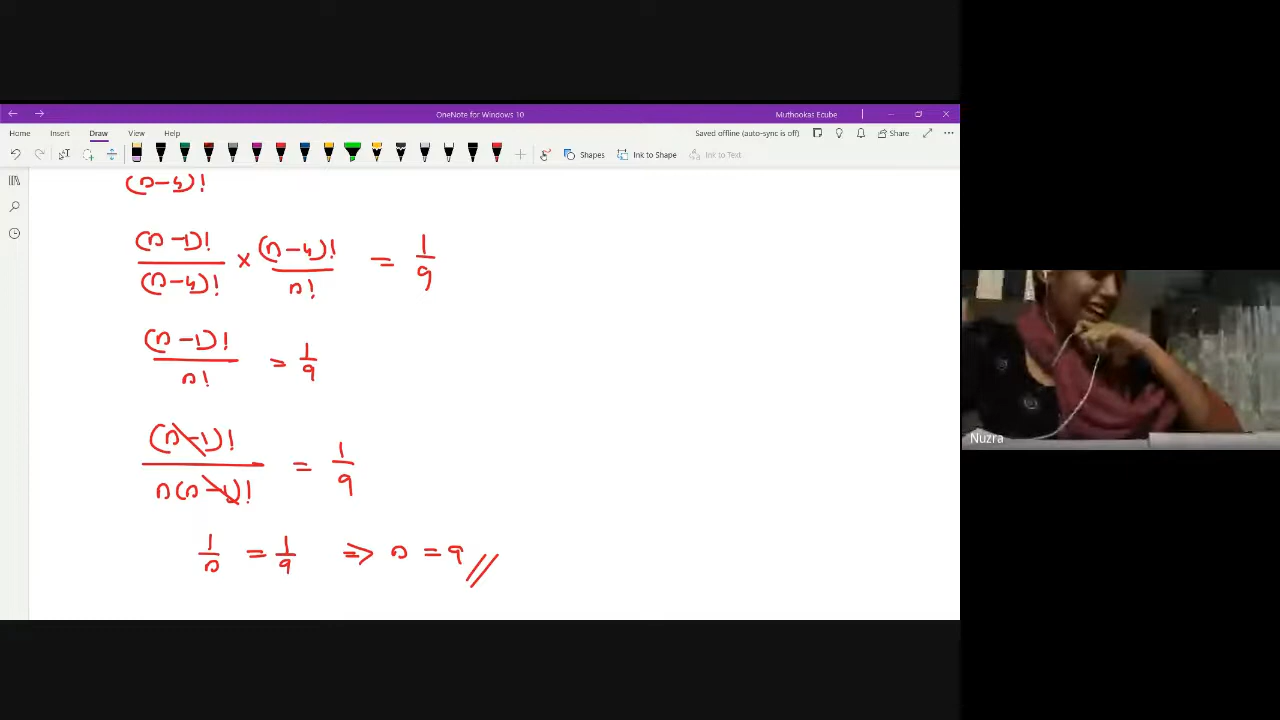 OneNote for Windows 10
Muthookas Ecube
Home Insert Draw View Help
Saved offline (auto-sync is off)
Share
Shapes
Ink to Shape
Ink to Text
(n-4)!
(n-1)!/(n-4)! × (n-4)!/n! = 1/9
(n-1)!/n! = 1/9
(n-1)!/n(n-1)! = 1/9
1/n = 1/9 => n = 9 //
Nuzra